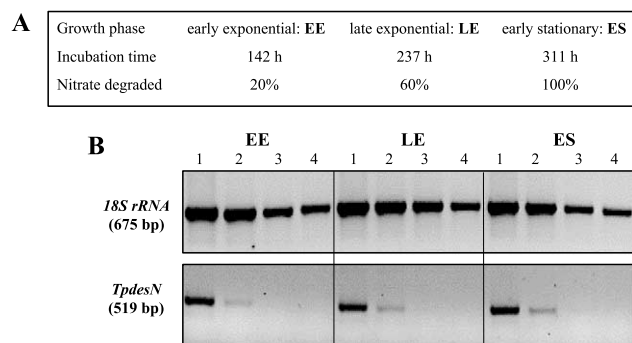 A
Growth phase early exponential: EE late exponential: LE early stationary: ES
Incubation time 142 h 237 h 311 h
Nitrate degraded 20% 60% 100%
B
EE LE ES
1 2 3 4 1 2 3 4 1 2 3 4
18S rRNA
(675 bp)
TpdesN
(519 bp)